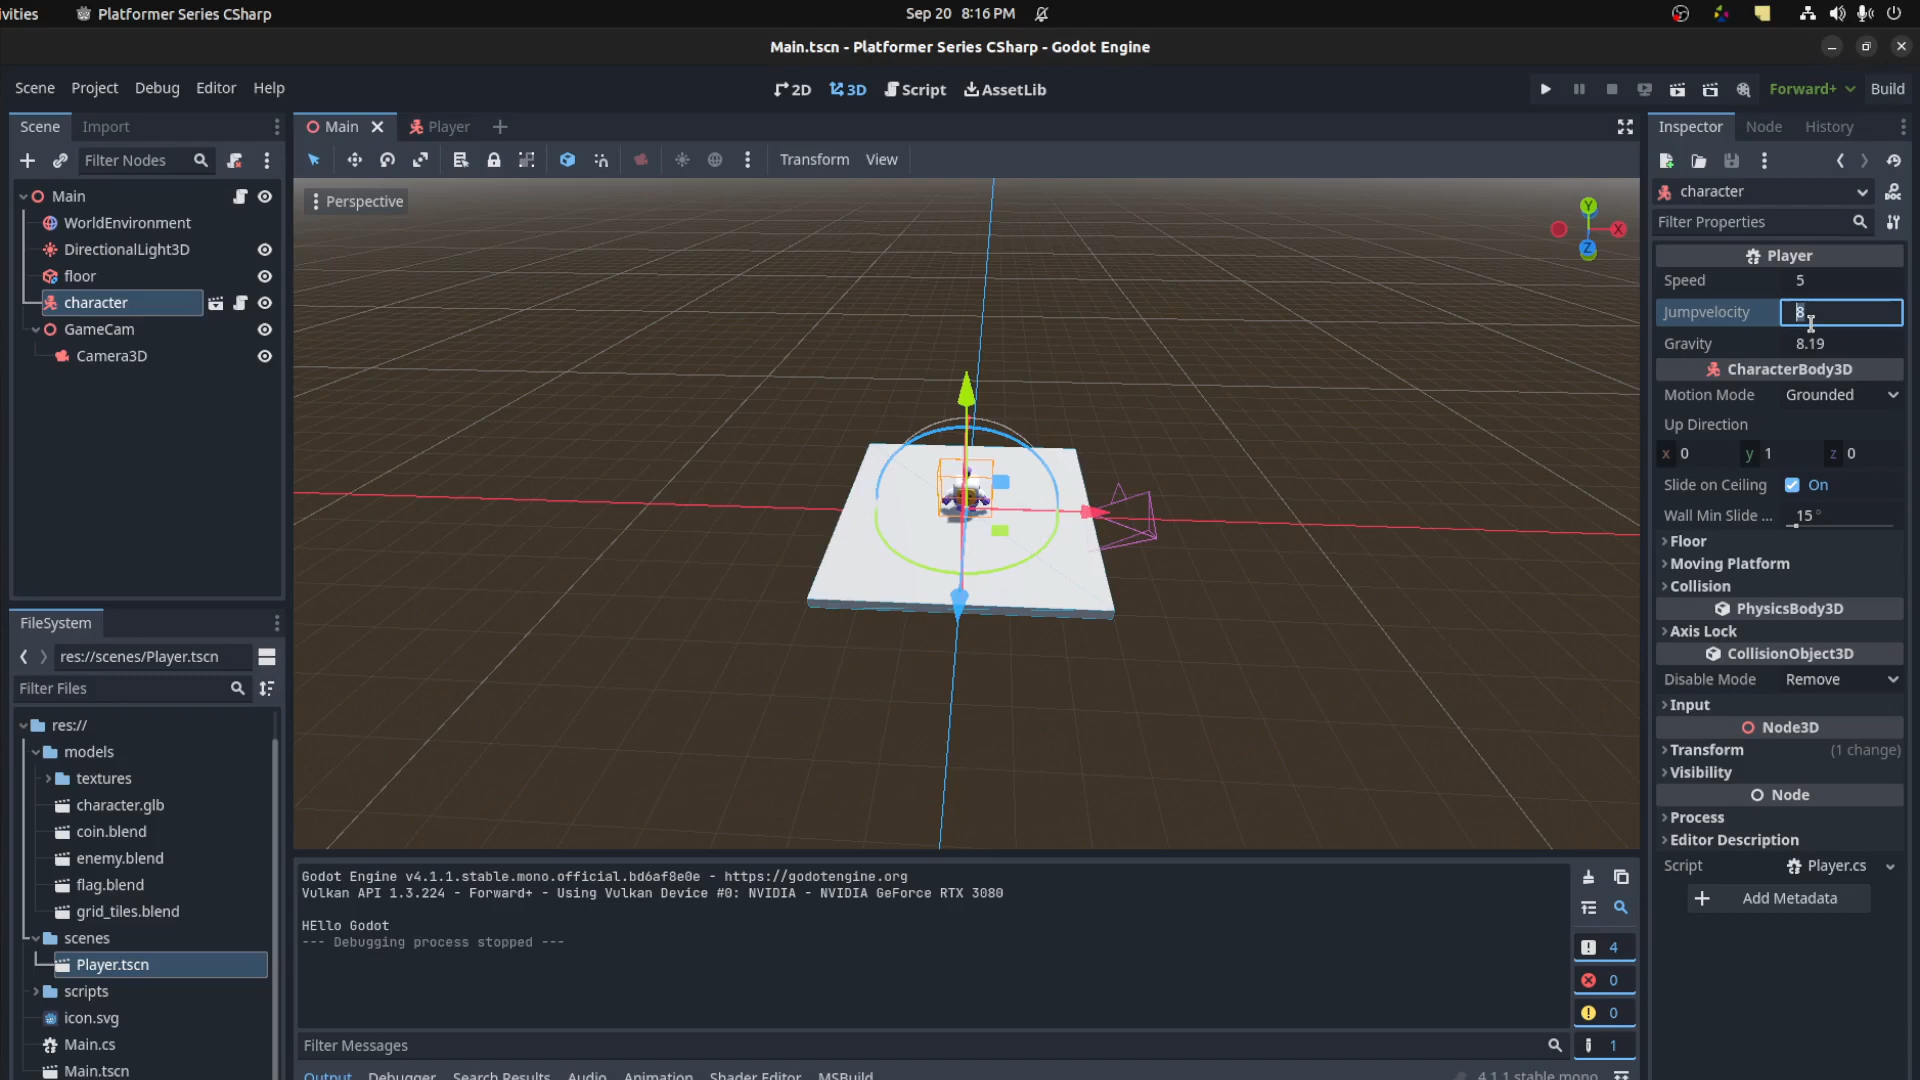 ivities
Platformer Series CSharp
Sep 20 8:16 PM
Main.tscn - Platformer Series CSharp - Godot Engine
Scene Project Debug Editor Help
2D 3D Script AssetLib
Forward+ Build
Scene Import
Main Player
Inspector Node History
Filter Nodes
Transform View
character
Filter Properties
Main
WorldEnvironment
DirectionalLight3D
floor
character
GameCam
Camera3D
Perspective
Y
X
Z
Player
Speed 5
Jumpvelocity 8
Gravity 8.19
CharacterBody3D
Motion Mode Grounded
Up Direction
x 0 y 1 z 0
Slide on Ceiling On
Wall Min Slide ... 15 °
Floor
Moving Platform
Collision
PhysicsBody3D
Axis Lock
CollisionObject3D
Disable Mode Remove
Input
Node3D
Transform (1 change)
Visibility
Node
Process
Editor Description
Script Player.cs
Add Metadata
FileSystem
res://scenes/Player.tscn
Filter Files
res://
models
textures
character.glb
coin.blend
enemy.blend
flag.blend
grid_tiles.blend
scenes
Player.tscn
scripts
icon.svg
Main.cs
Main.tscn
Godot Engine v4.1.1.stable.mono.official.bd6af8e0e - https://godotengine.org
Vulkan API 1.3.224 - Forward+ - Using Vulkan Device #0: NVIDIA - NVIDIA GeForce RTX 3080
HEllo Godot
--- Debugging process stopped ---
4
0
0
1
Filter Messages
Output Debugger Search Results Audio Animation Shader Editor MSBuild
4.1.1.stable.mono